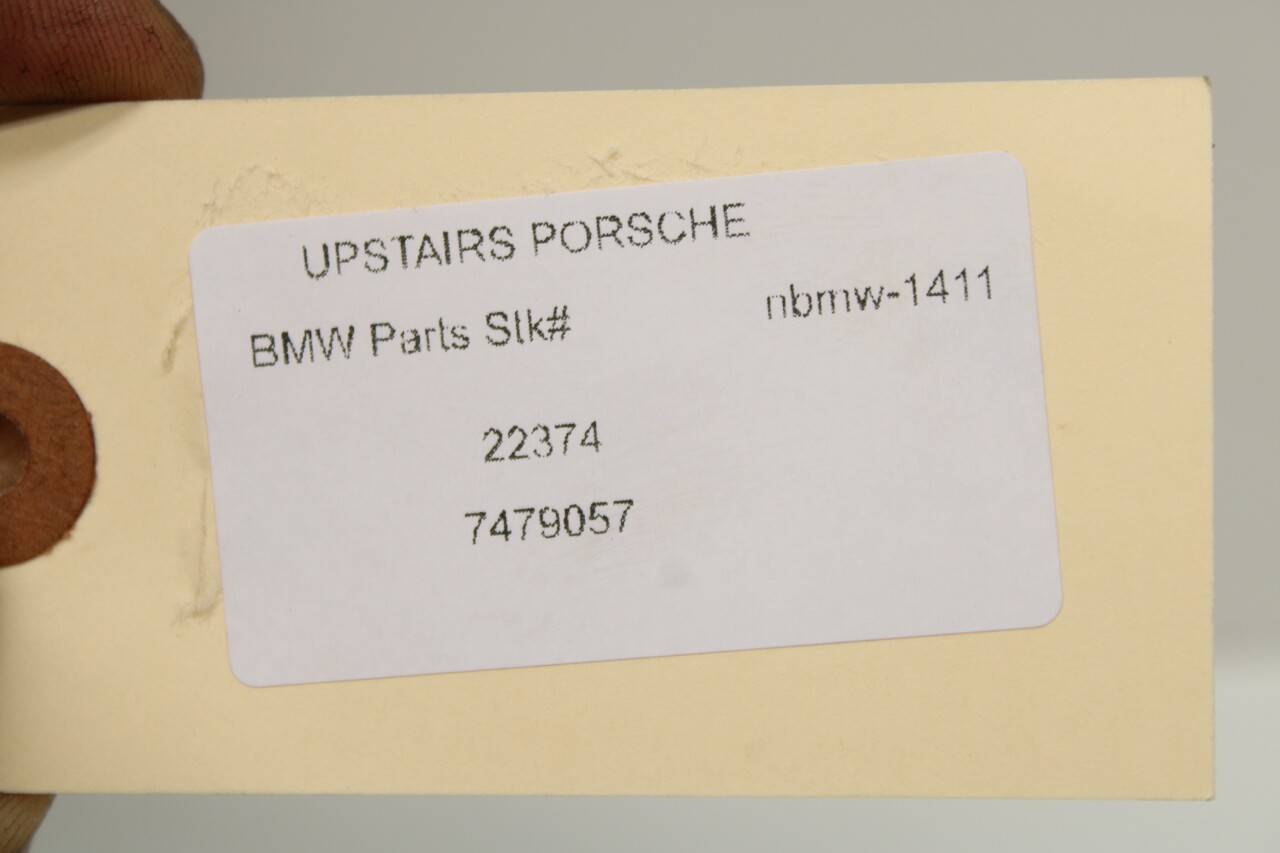 UPSTAIRS PORSCHE
BMW Parts Stk# nbmw-1411
22374
7479057